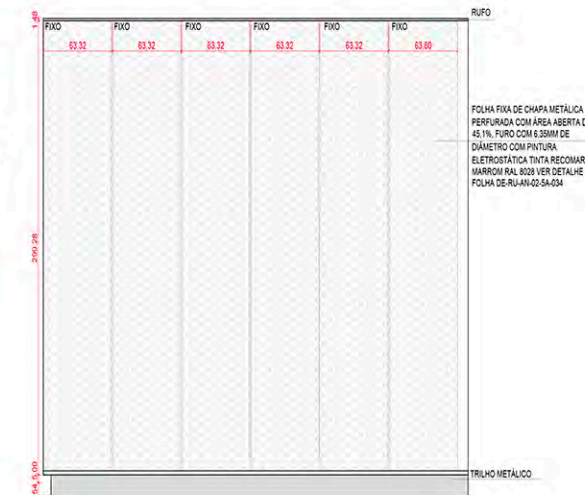 RUFO
1,48
FIXO FIXO FIXO FIXO FIXO FIXO
63.32 63.32 63.32 63.32 63.32 63.60
FOLHA FIXA DE CHAPA METÁLICA
PERFURADA COM ÁREA ABERTA D
45,1%, FURO COM 6,35MM DE
DIÂMETRO COM PINTURA
ELETROSTÁTICA TINTA RECOMAR
MARROM RAL 8028 VER DETALHE
FOLHA DE-RU-AN-02-5A-034
200.28
TRILHO METÁLICO
5.00